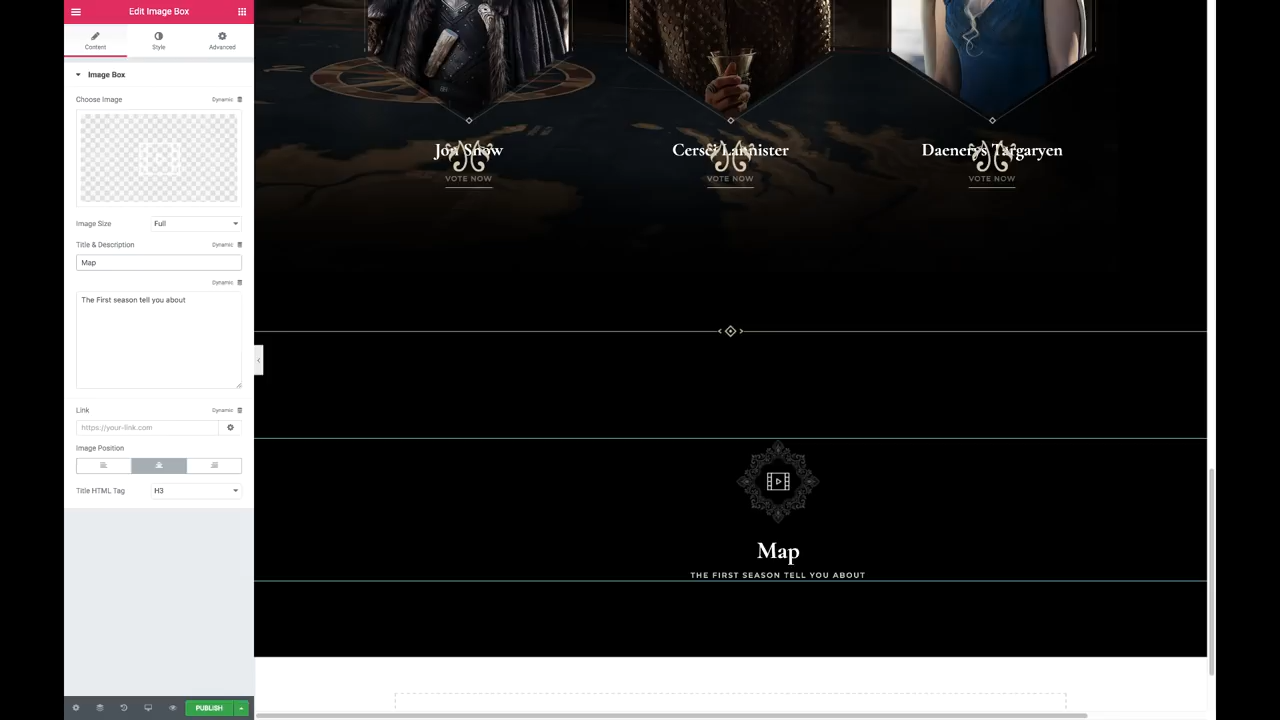 Edit Image Box
Content
Style
Advanced
Image Box
Choose Image
Dynamic
Image Size
Full
Title & Description
Dynamic
Map
Dynamic
The First season tell you about
Link
Dynamic
https://your-link.com
Image Position
Title HTML Tag
H3
PUBLISH
Jon Snow
VOTE NOW
Cersei Lannister
VOTE NOW
Daenerys Targaryen
VOTE NOW
Map
THE FIRST SEASON TELL YOU ABOUT